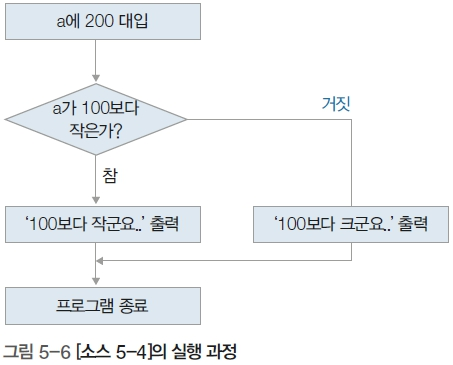 a에 200 대입
a가 100보다
작은가?
거짓
참
‘100보다 작군요..’ 출력
‘100보다 크군요..’ 출력
프로그램 종료
그림 5-6 [소스 5-4]의 실행 과정